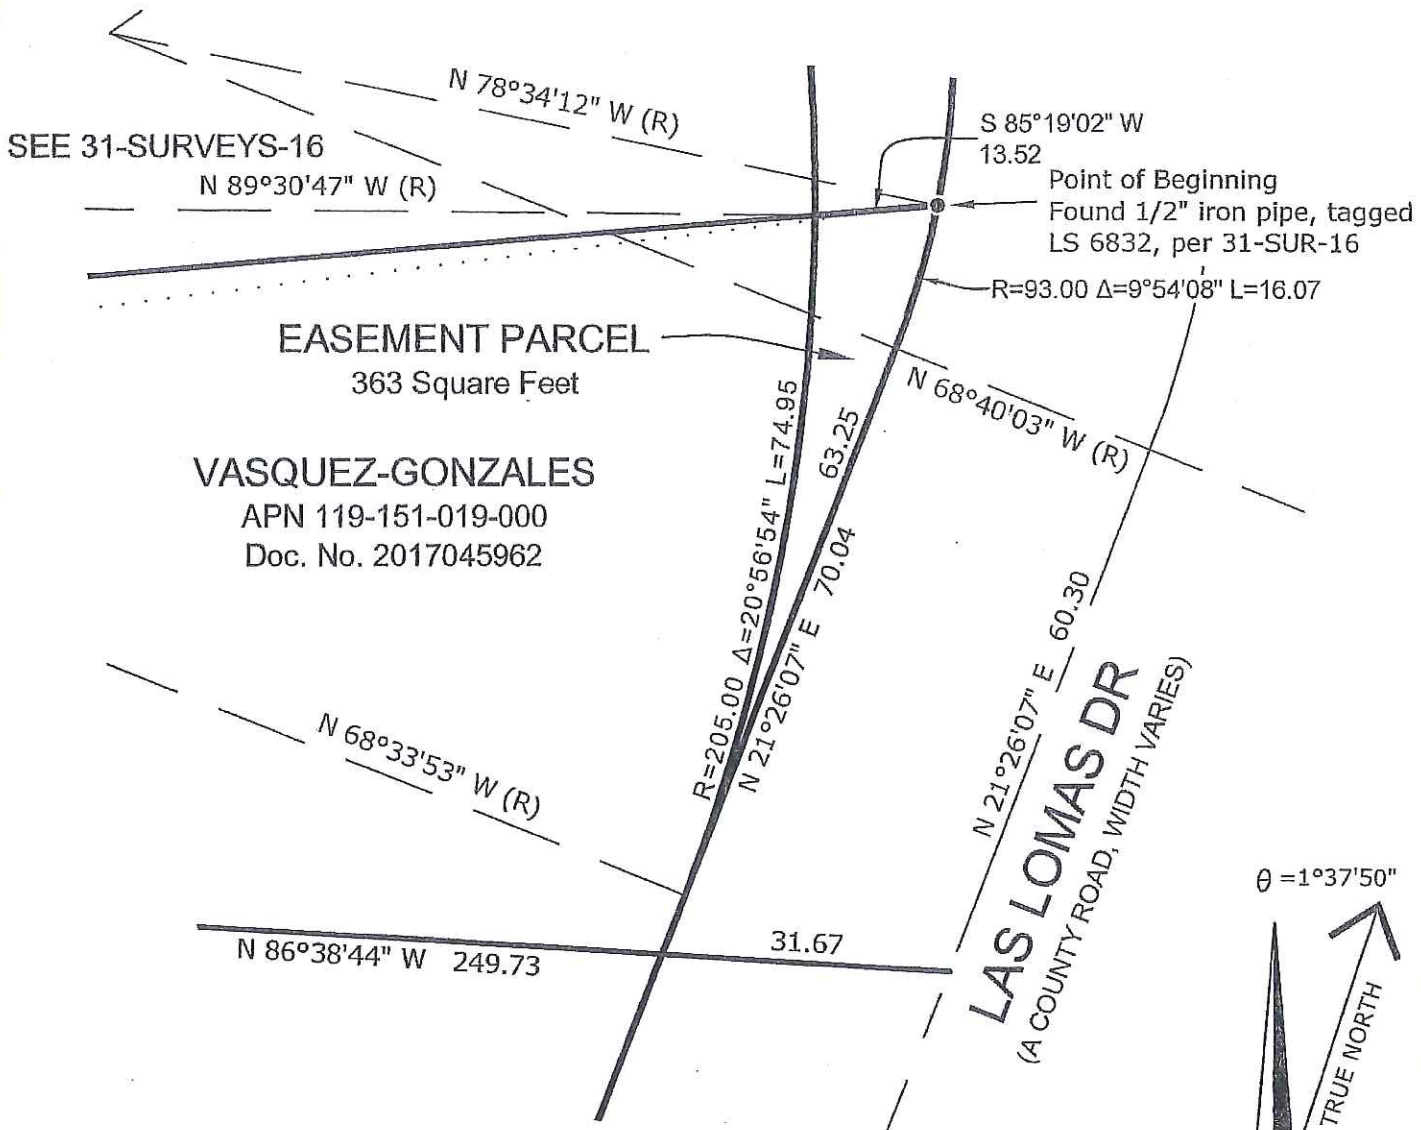 N 78°34'12" W (R)
SEE 31-SURVEYS-16
N 89°30'47" W (R)
S 85°19'02" W
13.52
Point of Beginning
Found 1/2" iron pipe, tagged
LS 6832, per 31-SUR-16
R=93.00 Δ=9°54'08" L=16.07
EASEMENT PARCEL
363 Square Feet
N 68°40'03" W (R)
VASQUEZ-GONZALES
APN 119-151-019-000
Doc. No. 2017045962
R=205.00 Δ=20°56'54" L=74.95
63.25
N 21°26'07" E 70.04
N 21°26'07" E 60.30
N 68°33'53" W (R)
LAS LOMAS DR
(A COUNTY ROAD, WIDTH VARIES)
N 86°38'44" W 249.73
31.67
θ =1°37'50"
TRUE NORTH